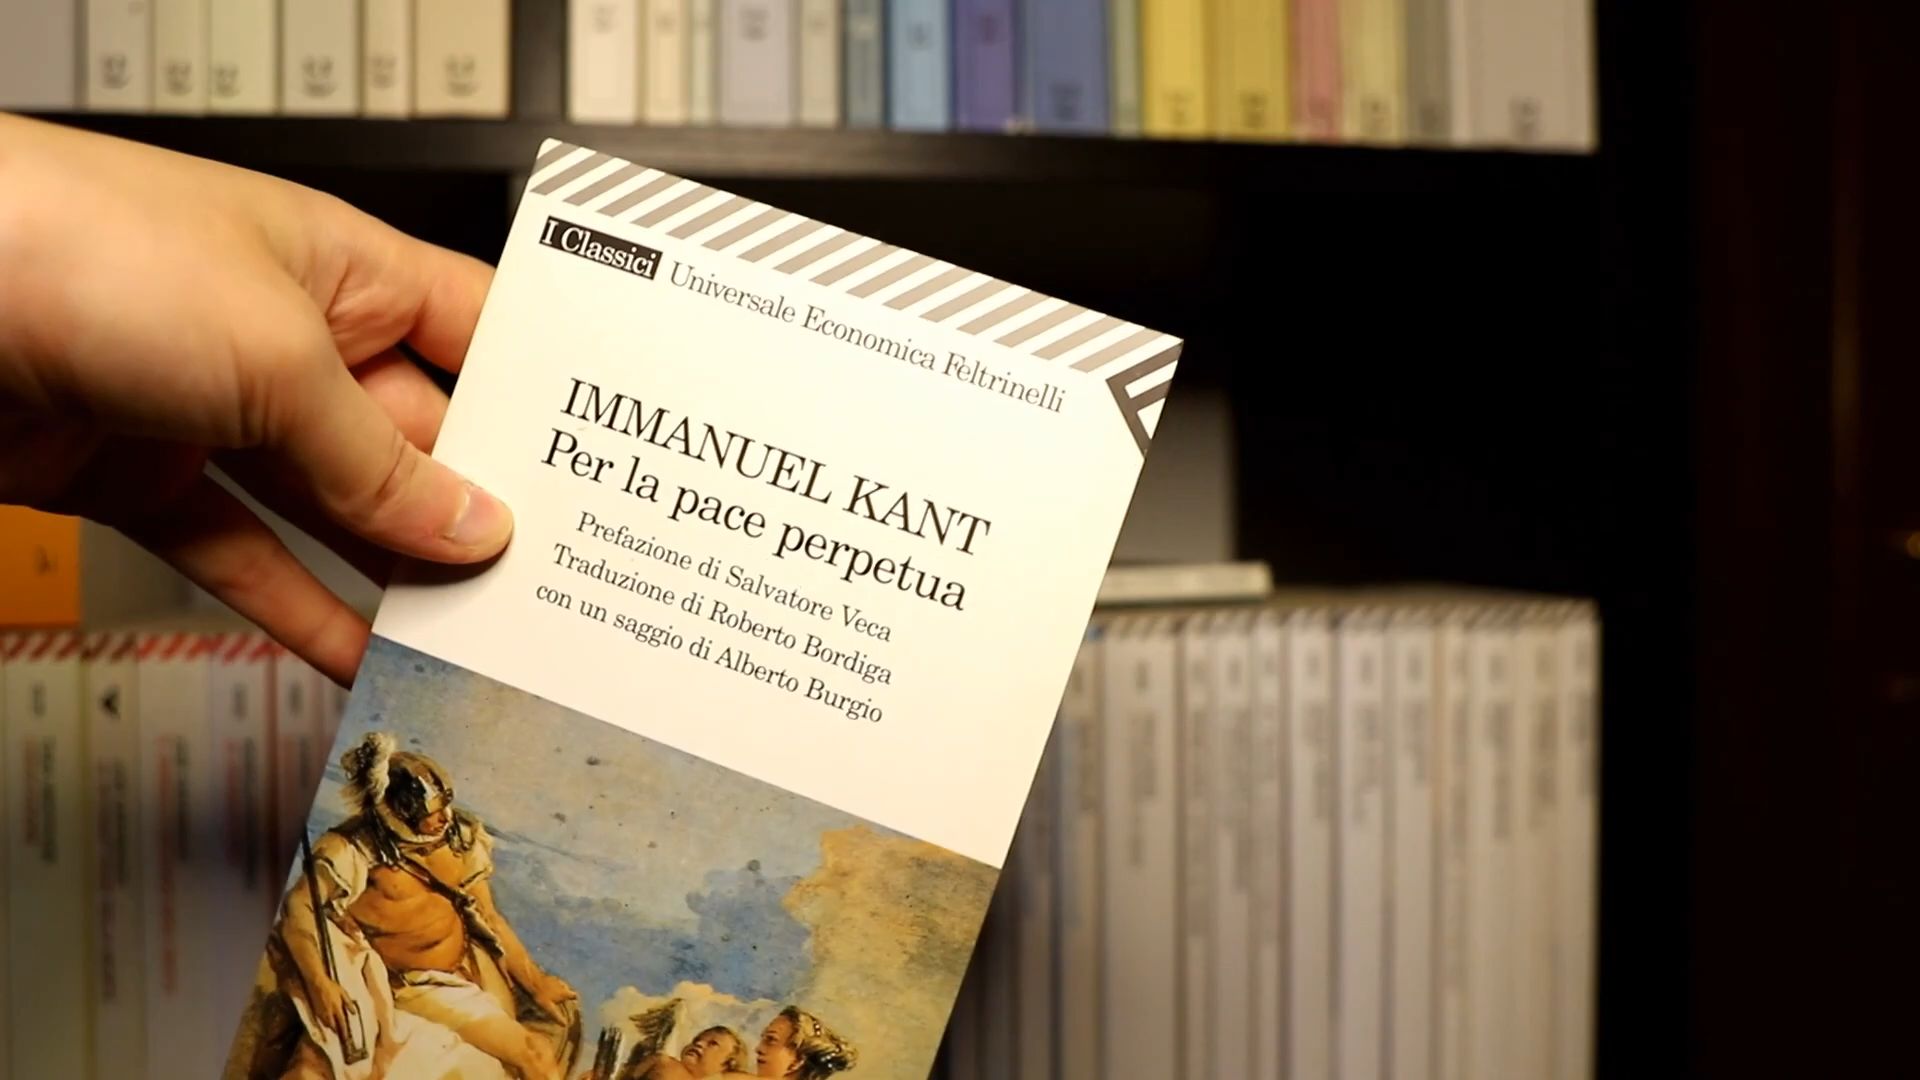 I Classici Universale Economica Feltrinelli
IMMANUEL KANT
Per la pace perpetua
Prefazione di Salvatore Veca
Traduzione di Roberto Bordiga
con un saggio di Alberto Burgio